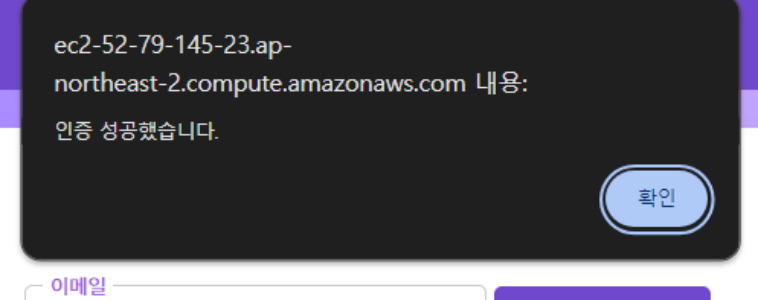 ec2-52-79-145-23.ap-
northeast-2.compute.amazonaws.com 내용:
인증 성공했습니다.
확인
이메일